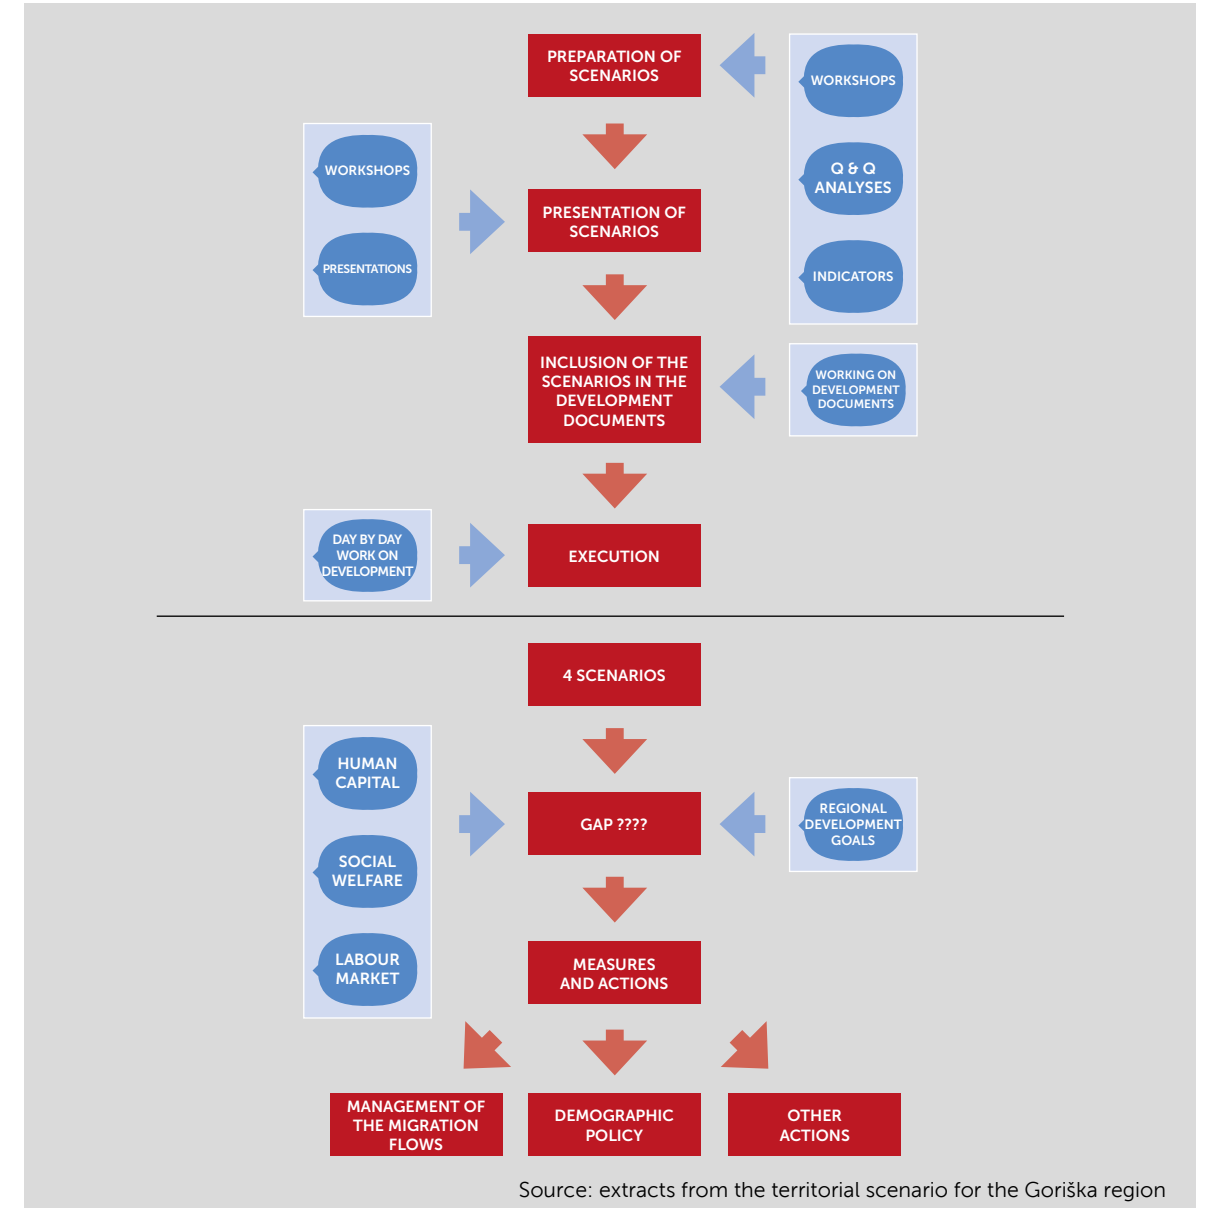 PREPARATION OF
SCENARIOS
WORKSHOPS
Q & Q
ANALYSES
INDICATORS
WORKSHOPS
PRESENTATIONS
PRESENTATION OF
SCENARIOS
INCLUSION OF THE
SCENARIOS IN THE
DEVELOPMENT
DOCUMENTS
WORKING ON
DEVELOPMENT
DOCUMENTS
DAY BY DAY
WORK ON
DEVELOPMENT
EXECUTION
4 SCENARIOS
HUMAN
CAPITAL
SOCIAL
WELFARE
LABOUR
MARKET
GAP ????
REGIONAL
DEVELOPMENT
GOALS
MEASURES
AND ACTIONS
MANAGEMENT OF
THE MIGRATION
FLOWS
DEMOGRAPHIC
POLICY
OTHER
ACTIONS
Source: extracts from the territorial scenario for the Goriška region